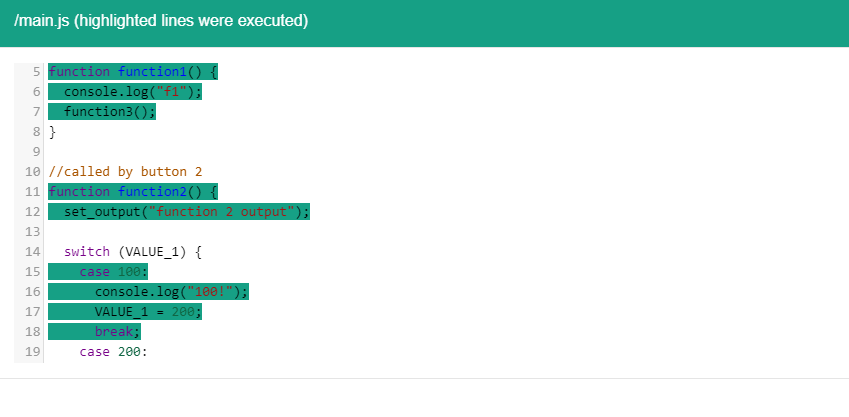 /main.js (highlighted lines were executed)
5 function function1() {
6   console.log("f1");
7   function3();
8 }
9
10 //called by button 2
11 function function2() {
12   set_output("function 2 output");
13
14   switch (VALUE_1) {
15     case 100:
16       console.log("100!");
17       VALUE_1 = 200;
18       break;
19     case 200: